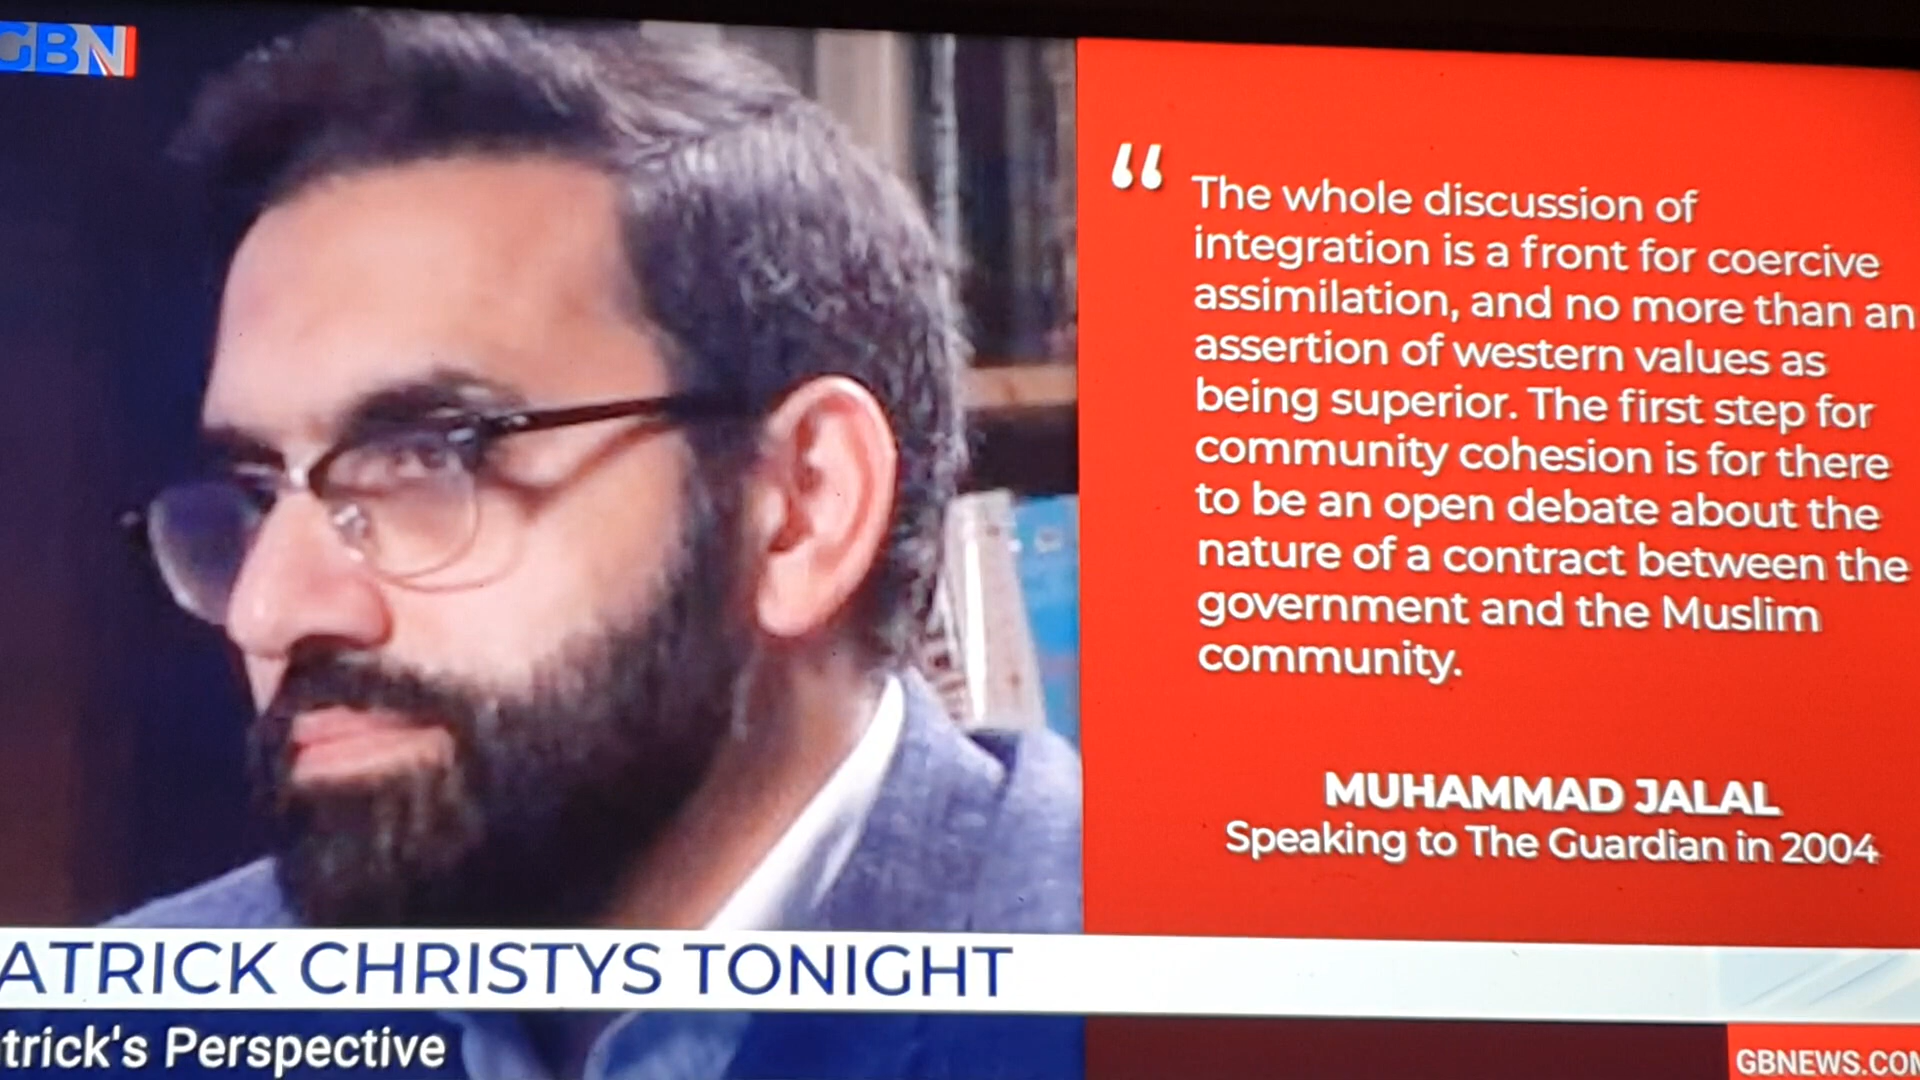 GBN
“
The whole discussion of
integration is a front for coercive
assimilation, and no more than an
assertion of western values as
being superior. The first step for
community cohesion is for there
to be an open debate about the
nature of a contract between the
government and the Muslim
community.
MUHAMMAD JALAL
Speaking to The Guardian in 2004
ATRICK CHRISTYS TONIGHT
trick's Perspective
GBNEWS.COM